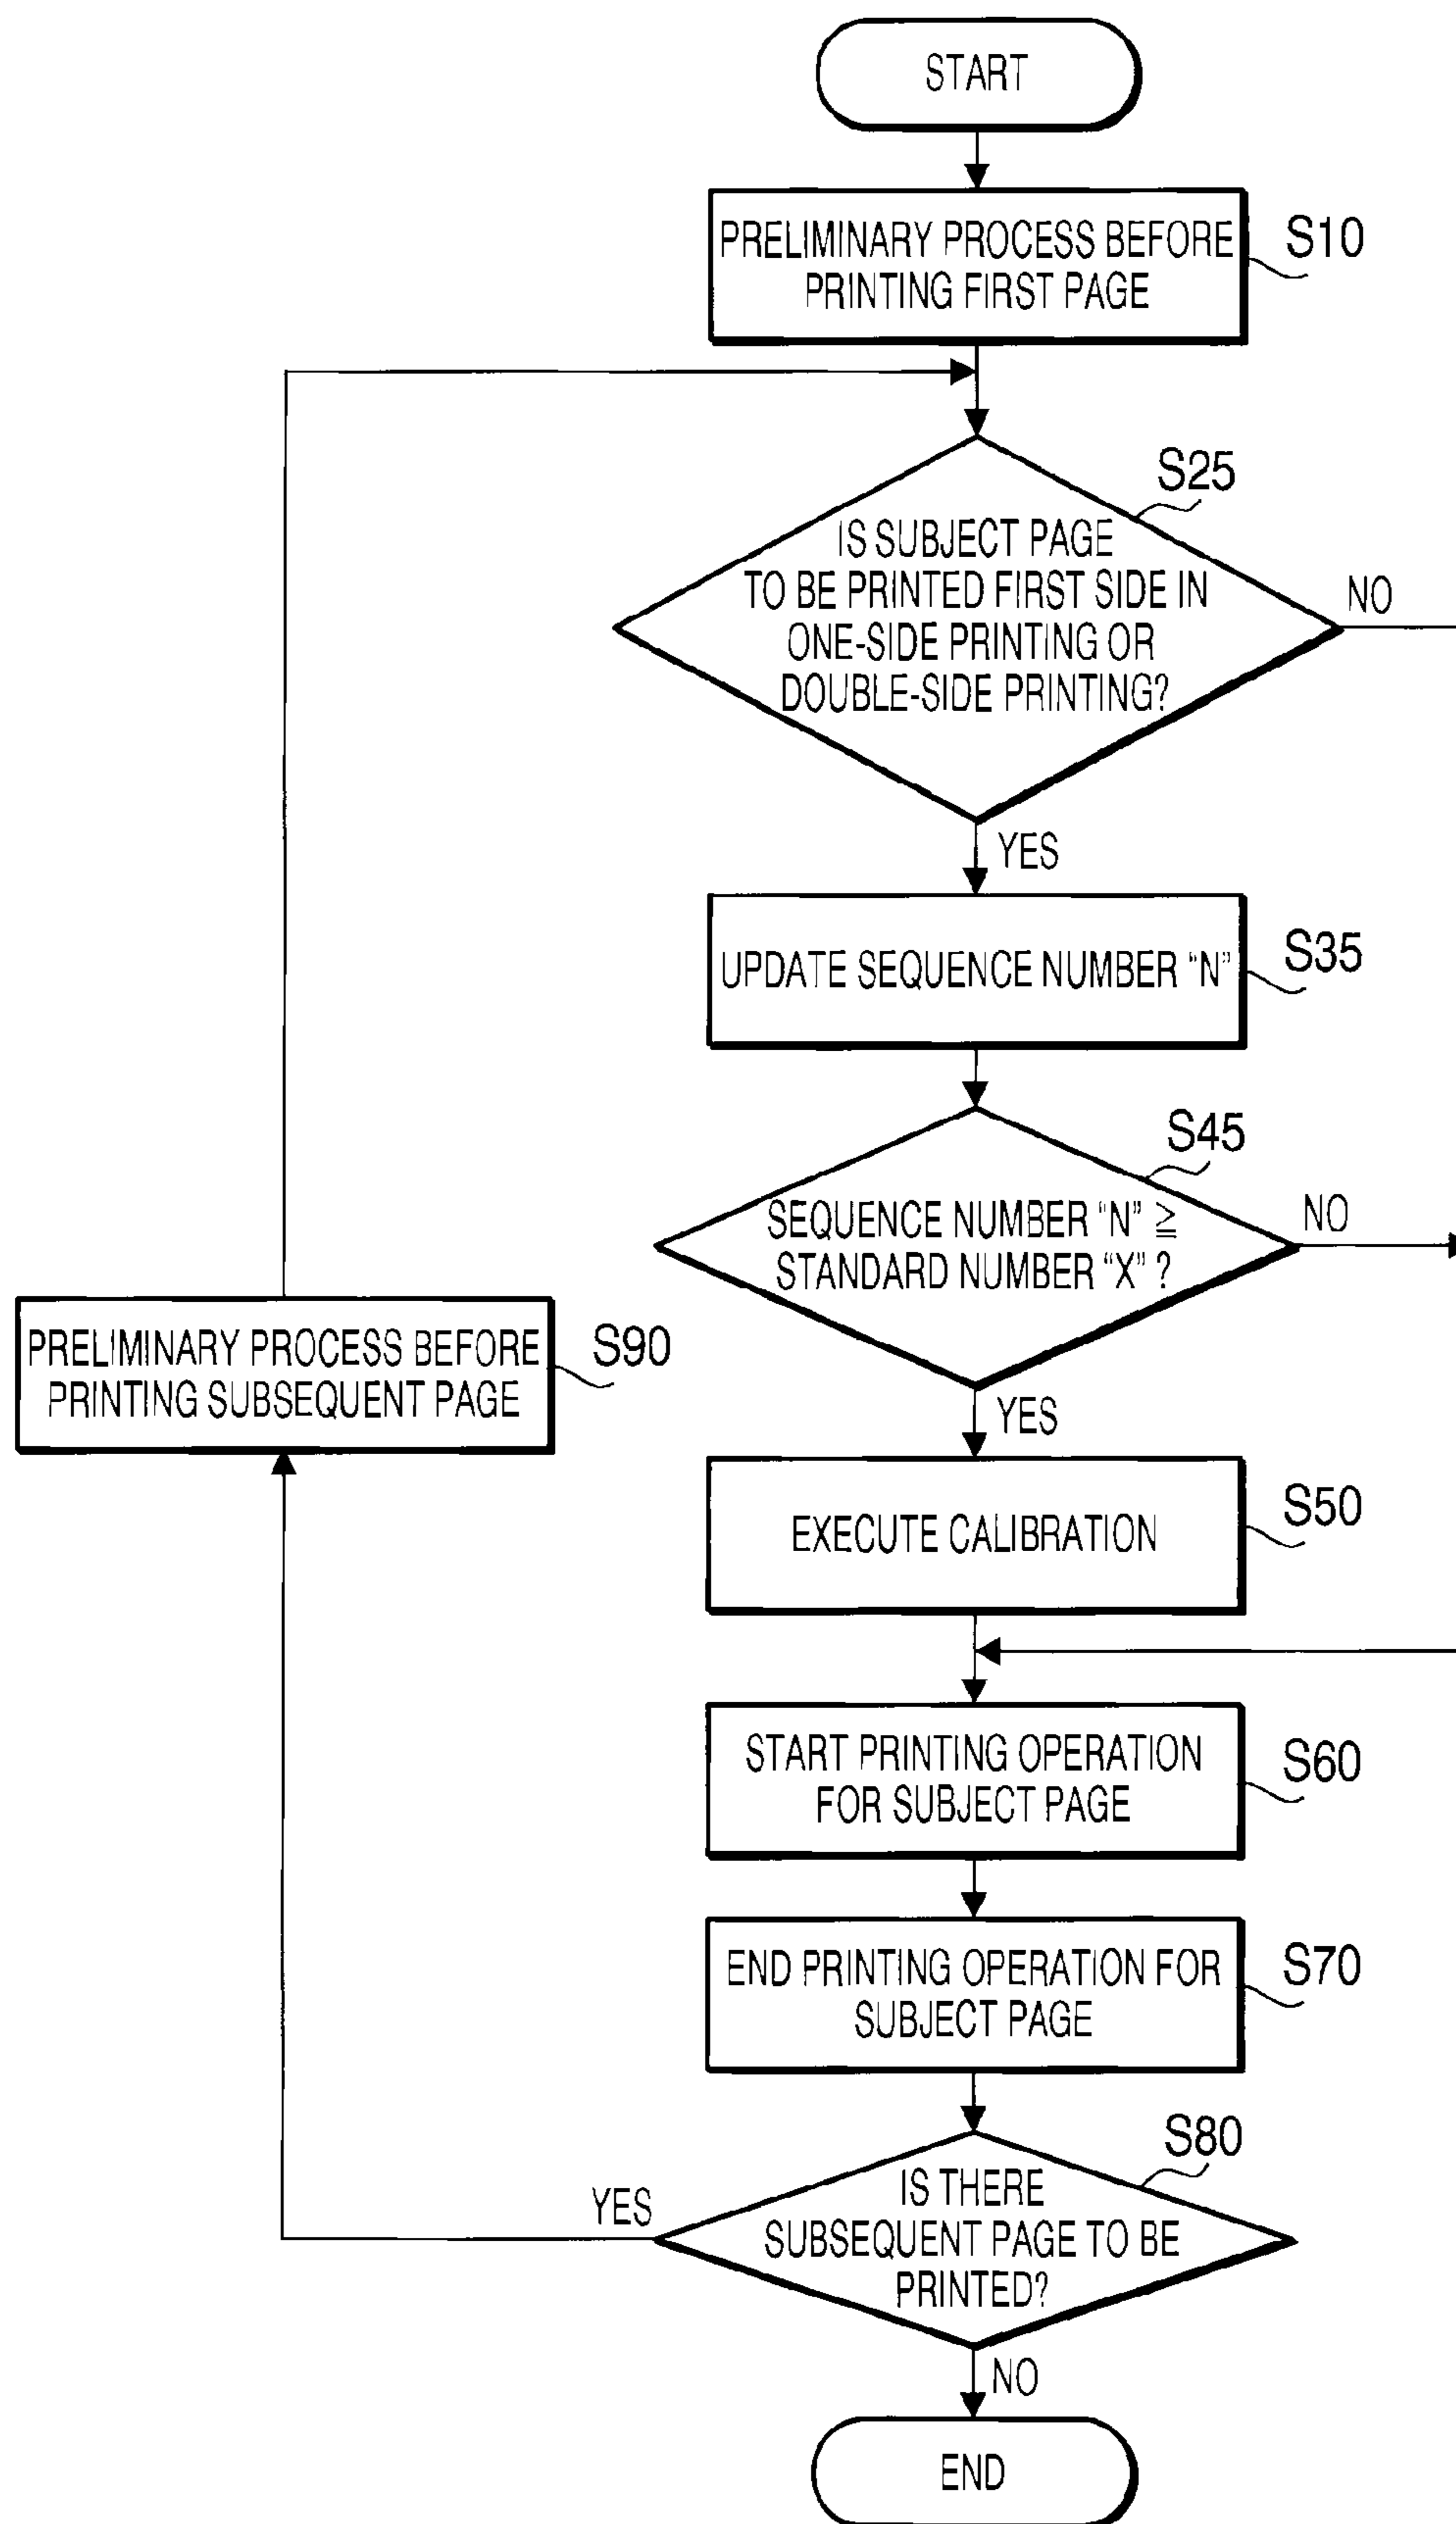 START
PRELIMINARY PROCESS BEFORE
PRINTING FIRST PAGE
S10
S25
IS SUBJECT PAGE
TO BE PRINTED FIRST SIDE IN
ONE-SIDE PRINTING OR
DOUBLE-SIDE PRINTING?
NO
YES
UPDATE SEQUENCE NUMBER "N"
S35
S45
SEQUENCE NUMBER "N" ≧
STANDARD NUMBER "X" ?
NO
YES
PRELIMINARY PROCESS BEFORE
PRINTING SUBSEQUENT PAGE
S90
EXECUTE CALIBRATION
S50
START PRINTING OPERATION
FOR SUBJECT PAGE
S60
END PRINTING OPERATION FOR
SUBJECT PAGE
S70
S80
IS THERE
SUBSEQUENT PAGE TO BE
PRINTED?
YES
NO
END